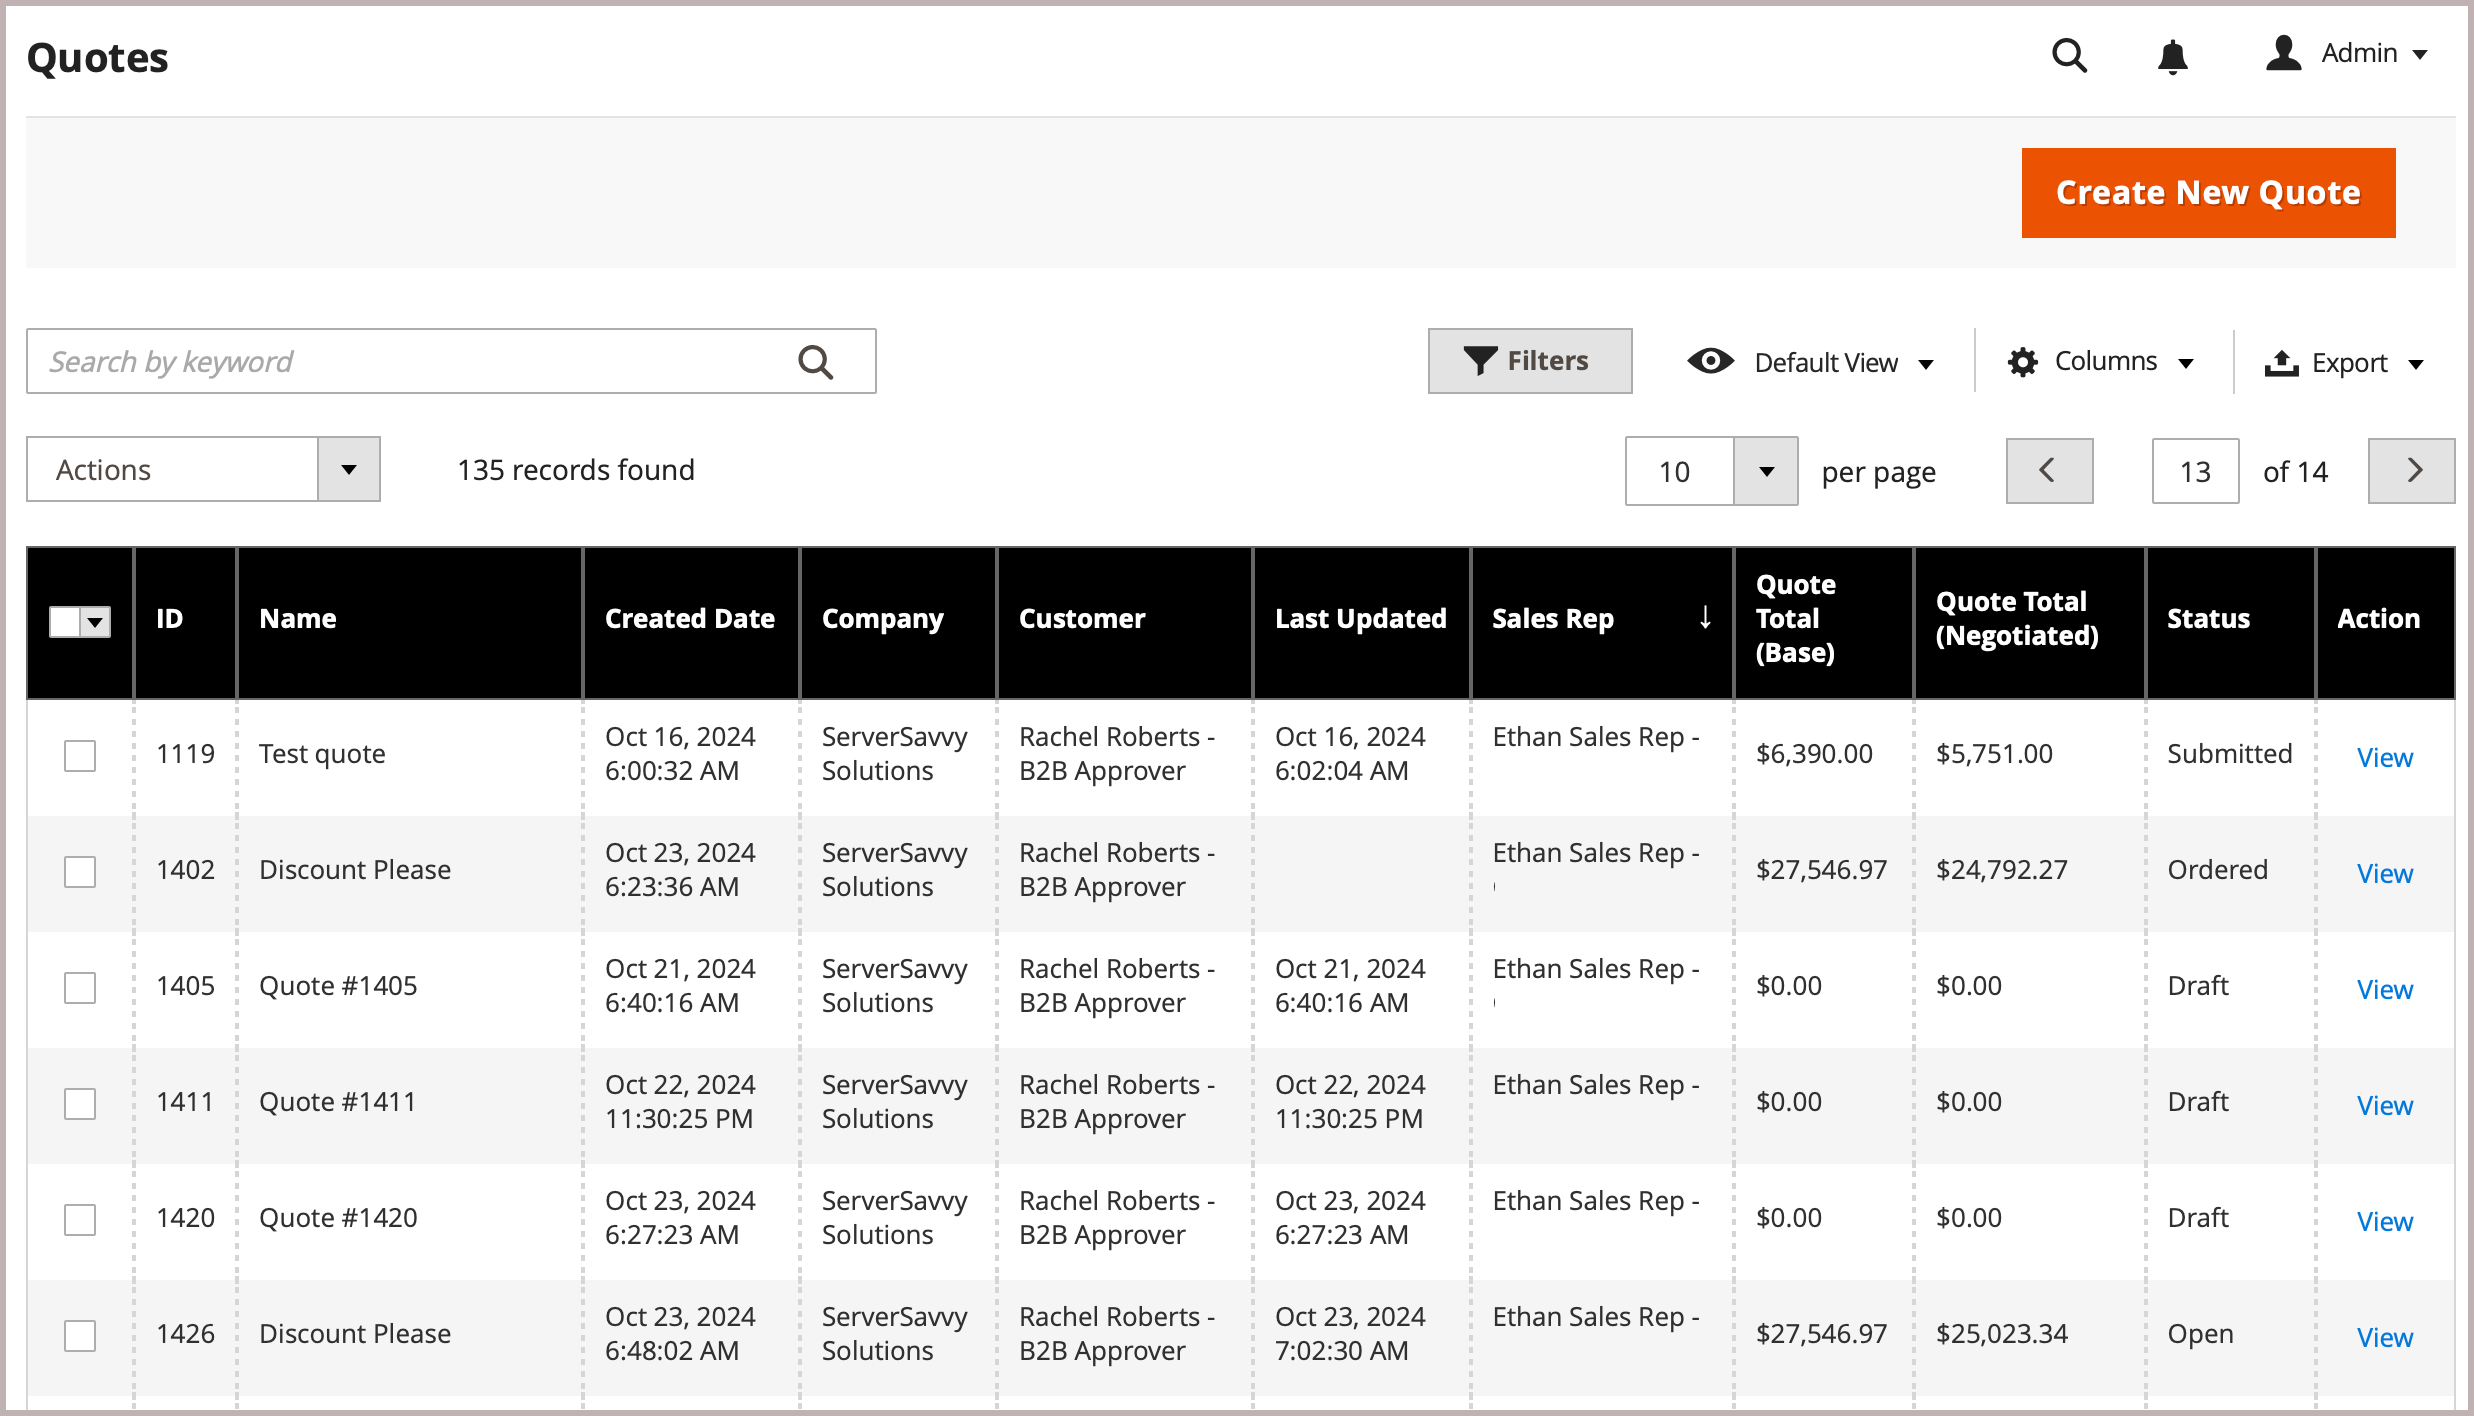 Quotes
Admin
Create New Quote
Search by keyword
Filters
Default View
Columns
Export
Actions
135 records found
10
per page
13
of 14
ID
Name
Created Date
Company
Customer
Last Updated
Sales Rep ↓
Quote
Total
(Base)
Quote Total
(Negotiated)
Status
Action
1119
Test quote
Oct 16, 2024
6:00:32 AM
ServerSavvy
Solutions
Rachel Roberts -
B2B Approver
Oct 16, 2024
6:02:04 AM
Ethan Sales Rep -
$6,390.00
$5,751.00
Submitted
View
1402
Discount Please
Oct 23, 2024
6:23:36 AM
ServerSavvy
Solutions
Rachel Roberts -
B2B Approver
Ethan Sales Rep -
$27,546.97
$24,792.27
Ordered
View
1405
Quote #1405
Oct 21, 2024
6:40:16 AM
ServerSavvy
Solutions
Rachel Roberts -
B2B Approver
Oct 21, 2024
6:40:16 AM
Ethan Sales Rep -
$0.00
$0.00
Draft
View
1411
Quote #1411
Oct 22, 2024
11:30:25 PM
ServerSavvy
Solutions
Rachel Roberts -
B2B Approver
Oct 22, 2024
11:30:25 PM
Ethan Sales Rep -
$0.00
$0.00
Draft
View
1420
Quote #1420
Oct 23, 2024
6:27:23 AM
ServerSavvy
Solutions
Rachel Roberts -
B2B Approver
Oct 23, 2024
6:27:23 AM
Ethan Sales Rep -
$0.00
$0.00
Draft
View
1426
Discount Please
Oct 23, 2024
6:48:02 AM
ServerSavvy
Solutions
Rachel Roberts -
B2B Approver
Oct 23, 2024
7:02:30 AM
Ethan Sales Rep -
$27,546.97
$25,023.34
Open
View